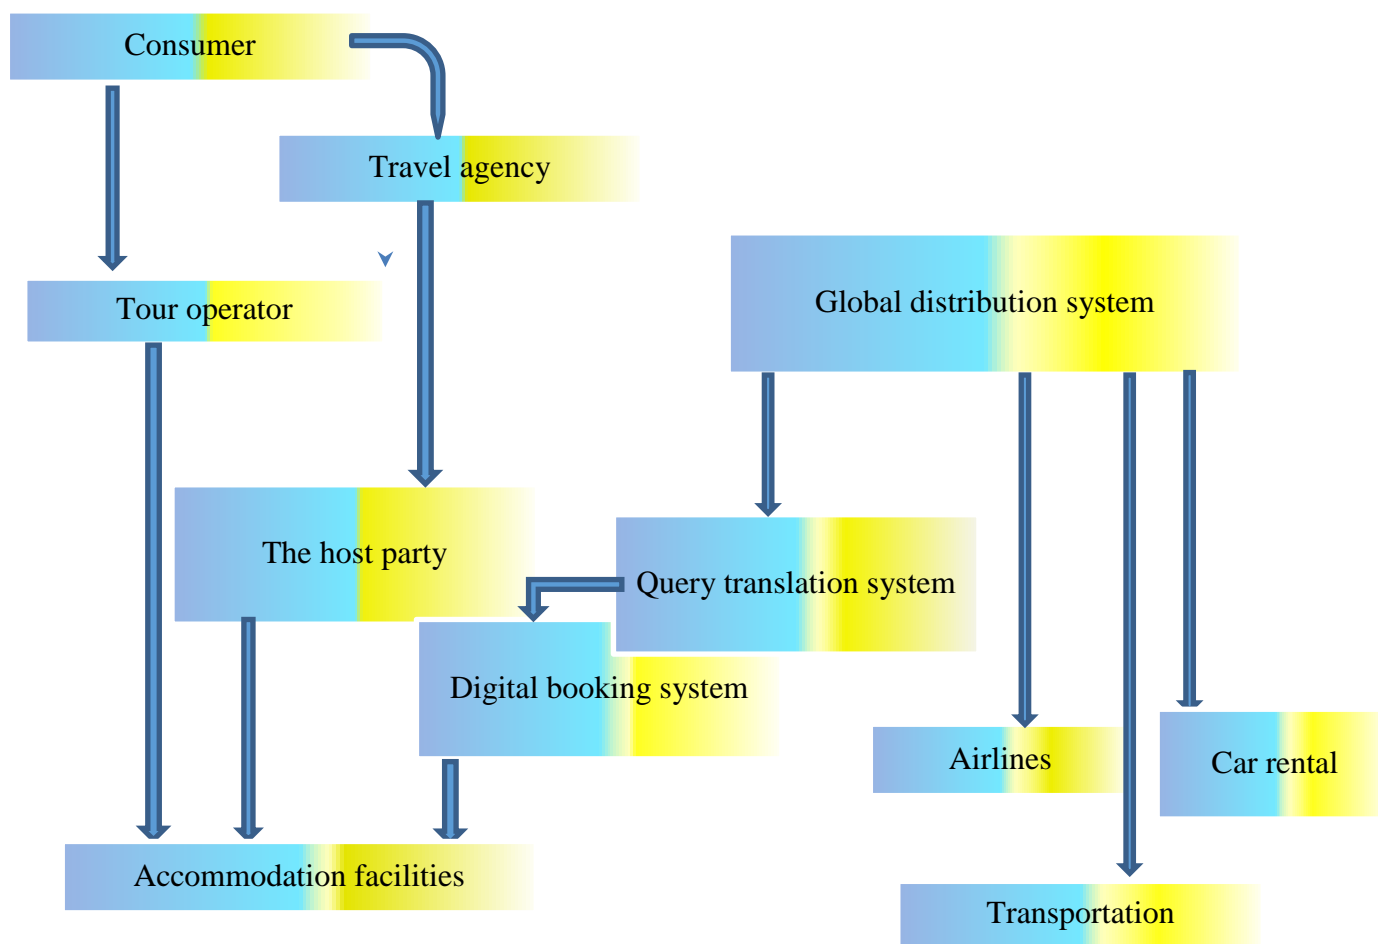 Consumer
Travel agency
Tour operator
Global distribution system
The host party
Query translation system
Digital booking system
Airlines
Car rental
Accommodation facilities
Transportation